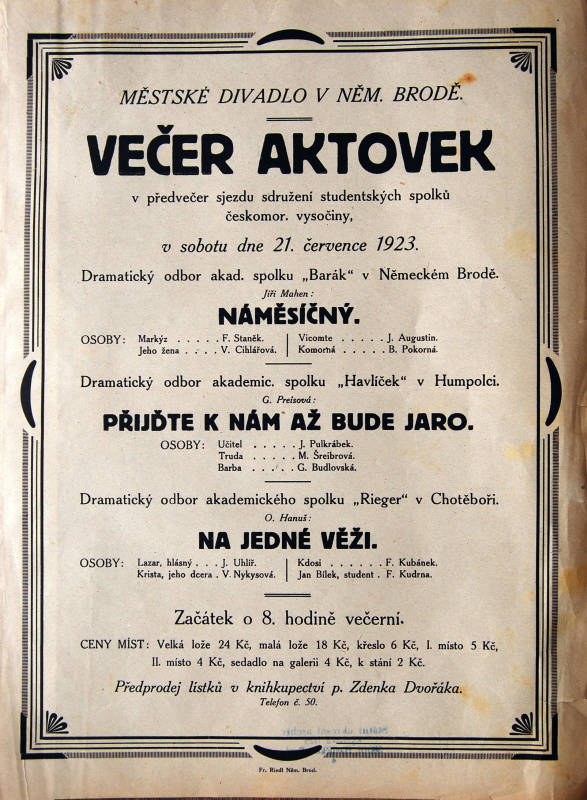 MĚSTSKÉ DIVADLO V NĚM. BRODĚ.
VEČER AKTOVEK
v předvečer sjezdu sdružení studentských spolků
českomor. vysočiny,
v sobotu dne 21. července 1923.
Dramatický odbor akad. spolku „Barák" v Německém Brodě.
Jiří Mahen:
NÁMĚSÍČNÝ.
OSOBY: Markýz . . . . . F. Staněk. Vicomte . . . . . J. Augustin.
Jeho žena . . . . V. Cihlářová. Komorná . . . . . B. Pokorná.
Dramatický odbor akademic. spolku „Havlíček" v Humpolci.
G. Preisová:
PŘIJĎTE K NÁM AŽ BUDE JARO.
OSOBY: Učitel . . . . . J. Pulkrábek.
Truda . . . . . M. Šreibrová.
Barba . . . . . G. Budlovská.
Dramatický odbor akademického spolku „Rieger" v Chotěboři.
O. Hanuš:
NA JEDNÉ VĚŽI.
OSOBY: Lazar, hlásný . . . J. Uhlíř. Kdosi . . . . . . F. Kubánek.
Krista, jeho dcera . V. Nykysová. Jan Bílek, student . F. Kudrna.
Začátek o 8. hodině večerní.
CENY MÍST: Velká lože 24 Kč, malá lože 18 Kč, křeslo 6 Kč, I. místo 5 Kč,
II. místo 4 Kč, sedadlo na galerii 4 Kč, k stání 2 Kč.
Předprodej lístků v knihkupectví p. Zdenka Dvořáka.
Telefon č. 50.
Fr. Riedl Něm. Brod.